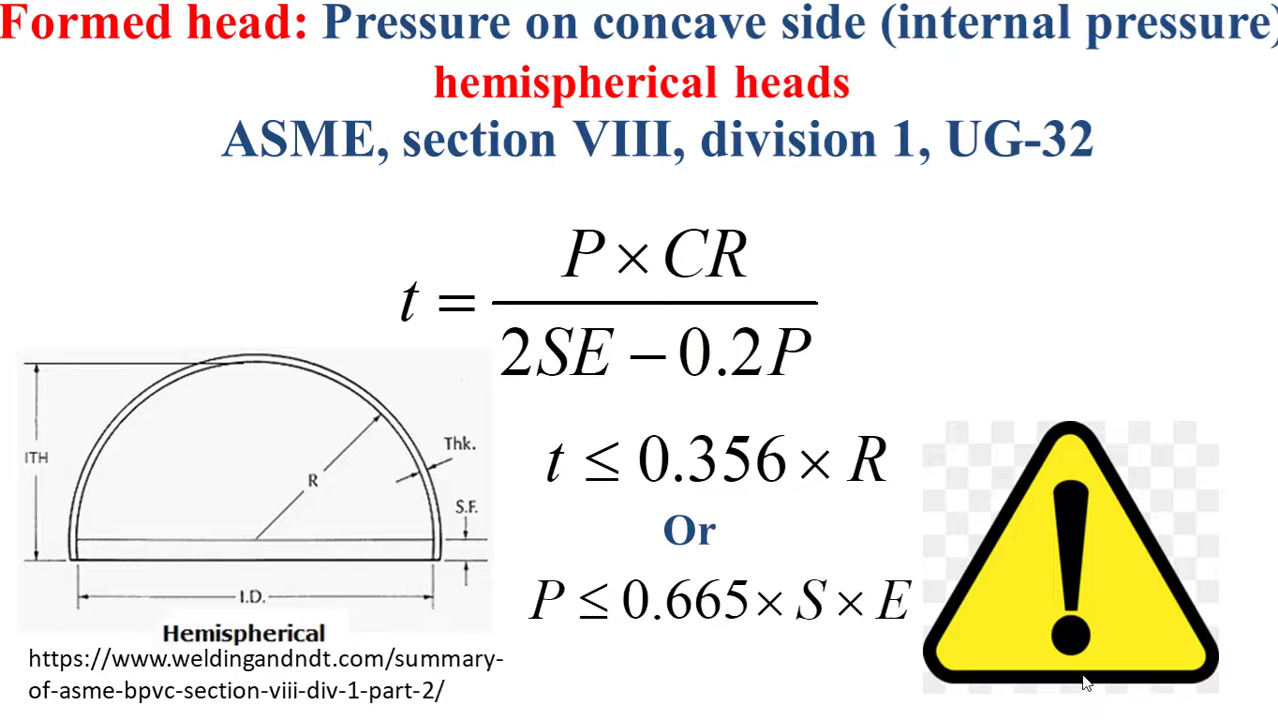 Formed head: Pressure on concave side (internal pressure)
hemispherical heads
ASME, section VIII, division 1, UG-32
t = P × CR / 2SE − 0.2P
t ≤ 0.356 × R
Or
P ≤ 0.665 × S × E
ITH
R
Thk.
S.F.
I.D.
Hemispherical
https://www.weldingandndt.com/summary-
of-asme-bpvc-section-viii-div-1-part-2/
!